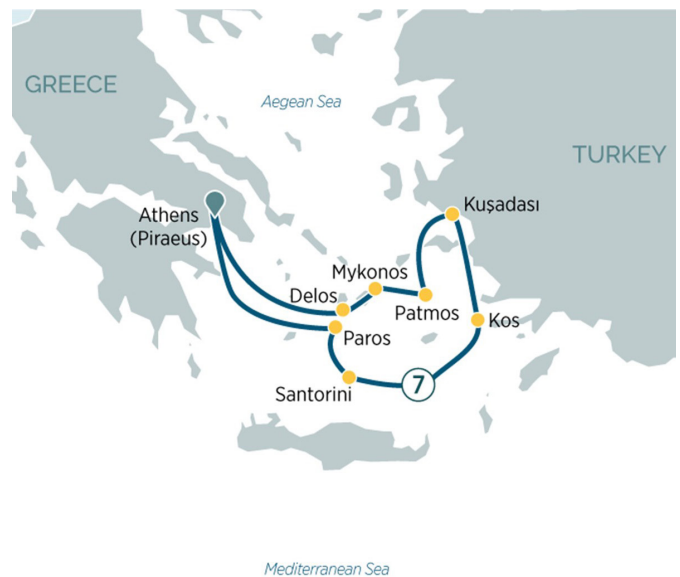 GREECE
Aegean Sea
TURKEY
Kuşadası
Athens
(Piraeus)
Mykonos
Delos
Patmos
Kos
Paros
7
Santorini
Mediterranean Sea